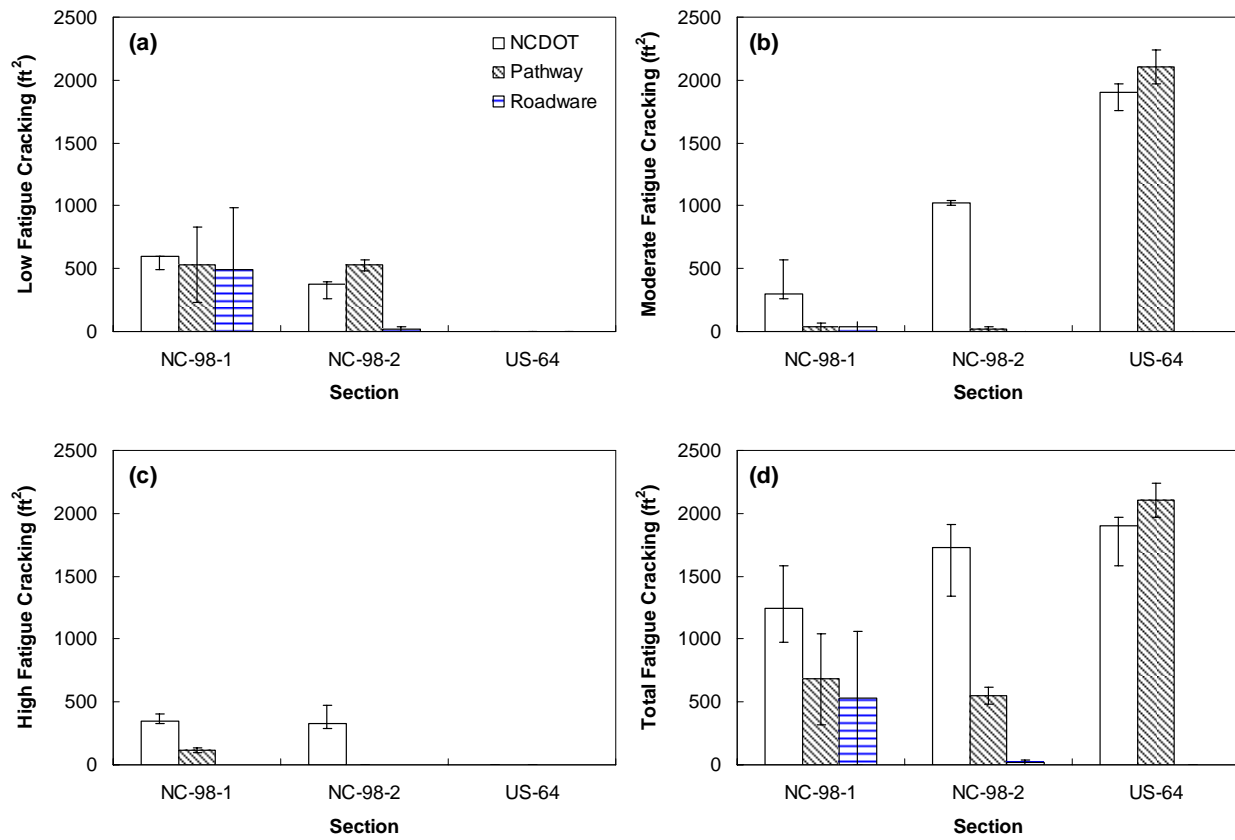 (a)
NCDOT
Pathway
Roadware
Low Fatigue Cracking (ft²)
2500
2000
1500
1000
500
0
NC-98-1 NC-98-2 US-64
Section
(b)
Moderate Fatigue Cracking (ft²)
2500
2000
1500
1000
500
0
NC-98-1 NC-98-2 US-64
Section
(c)
High Fatigue Cracking (ft²)
2500
2000
1500
1000
500
0
NC-98-1 NC-98-2 US-64
Section
(d)
Total Fatigue Cracking (ft²)
2500
2000
1500
1000
500
0
NC-98-1 NC-98-2 US-64
Section